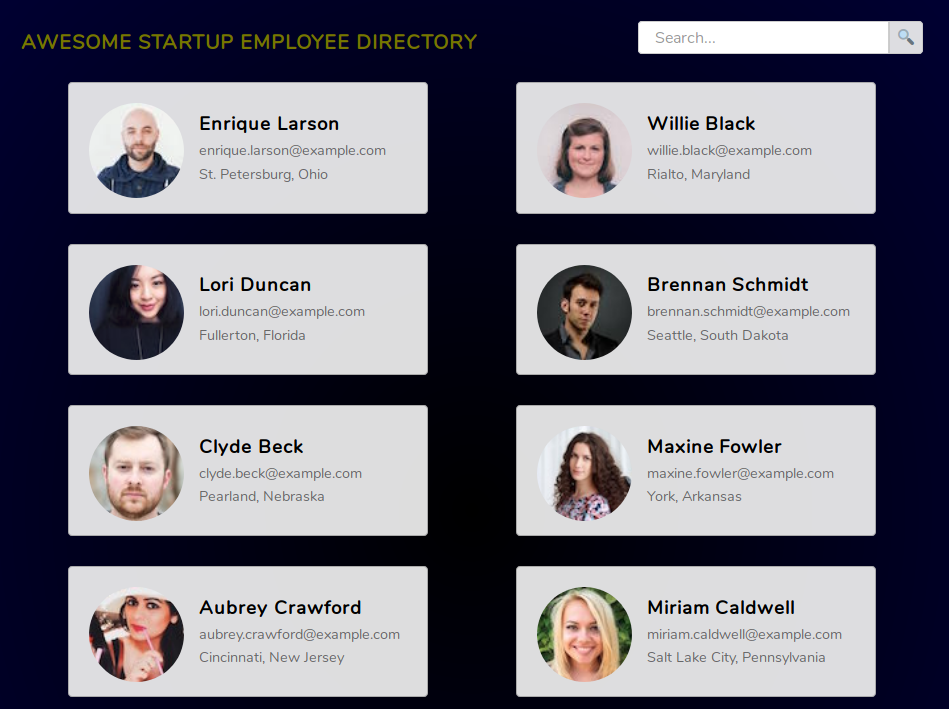 AWESOME STARTUP EMPLOYEE DIRECTORY
Search...
Enrique Larson
enrique.larson@example.com
St. Petersburg, Ohio
Willie Black
willie.black@example.com
Rialto, Maryland
Lori Duncan
lori.duncan@example.com
Fullerton, Florida
Brennan Schmidt
brennan.schmidt@example.com
Seattle, South Dakota
Clyde Beck
clyde.beck@example.com
Pearland, Nebraska
Maxine Fowler
maxine.fowler@example.com
York, Arkansas
Aubrey Crawford
aubrey.crawford@example.com
Cincinnati, New Jersey
Miriam Caldwell
miriam.caldwell@example.com
Salt Lake City, Pennsylvania